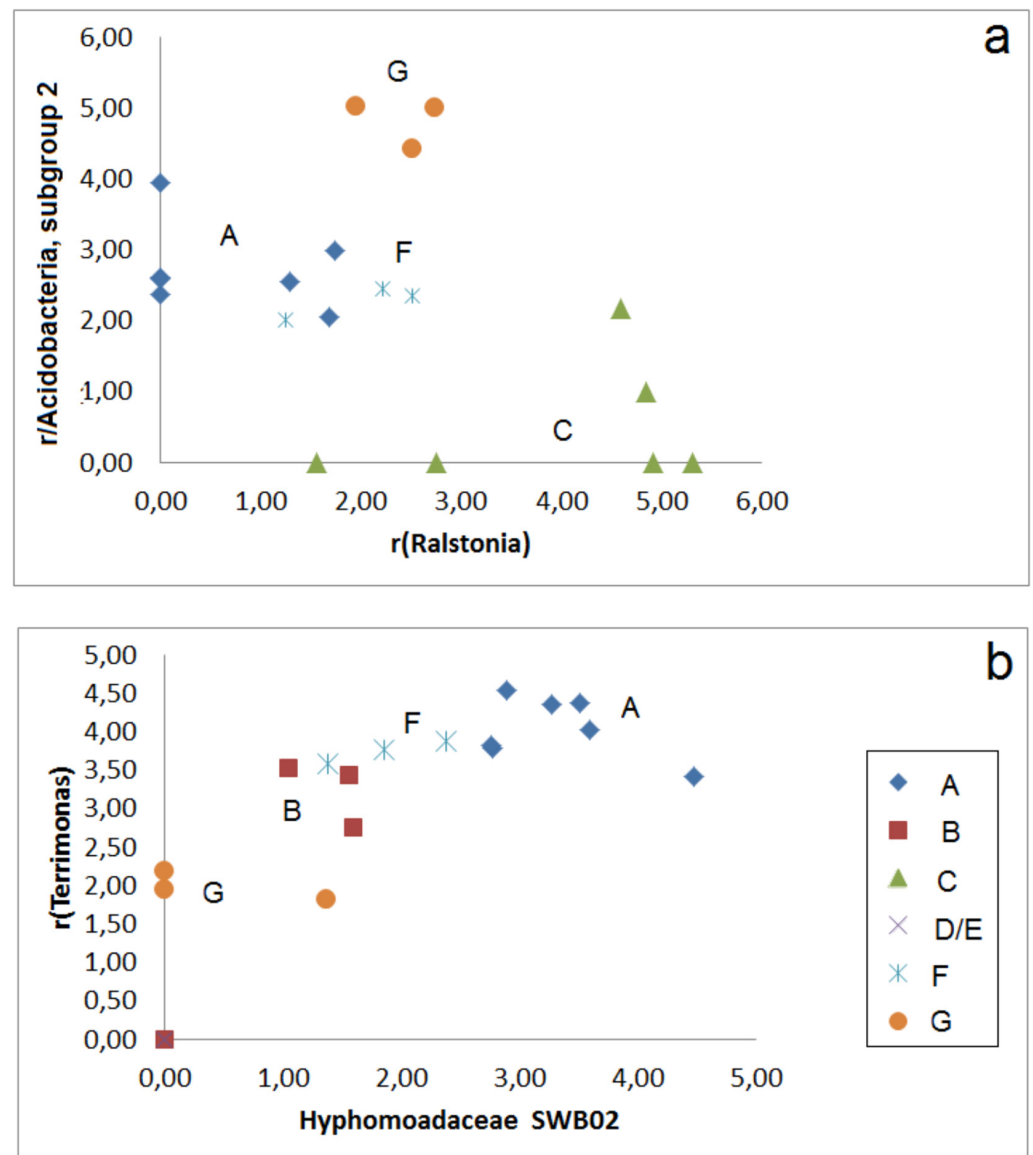 a
6,00
5,00
4,00
3,00
2,00
1,00
0,00
r/Acidobacteria, subgroup 2
G
A
F
C
0,00 1,00 2,00 3,00 4,00 5,00 6,00
r(Ralstonia)
b
5,00
4,50
4,00
3,50
3,00
2,50
2,00
1,50
1,00
0,50
0,00
r(Terrimonas)
F
A
B
G
0,00 1,00 2,00 3,00 4,00 5,00
Hyphomoadaceae SWB02
A
B
C
D/E
F
G